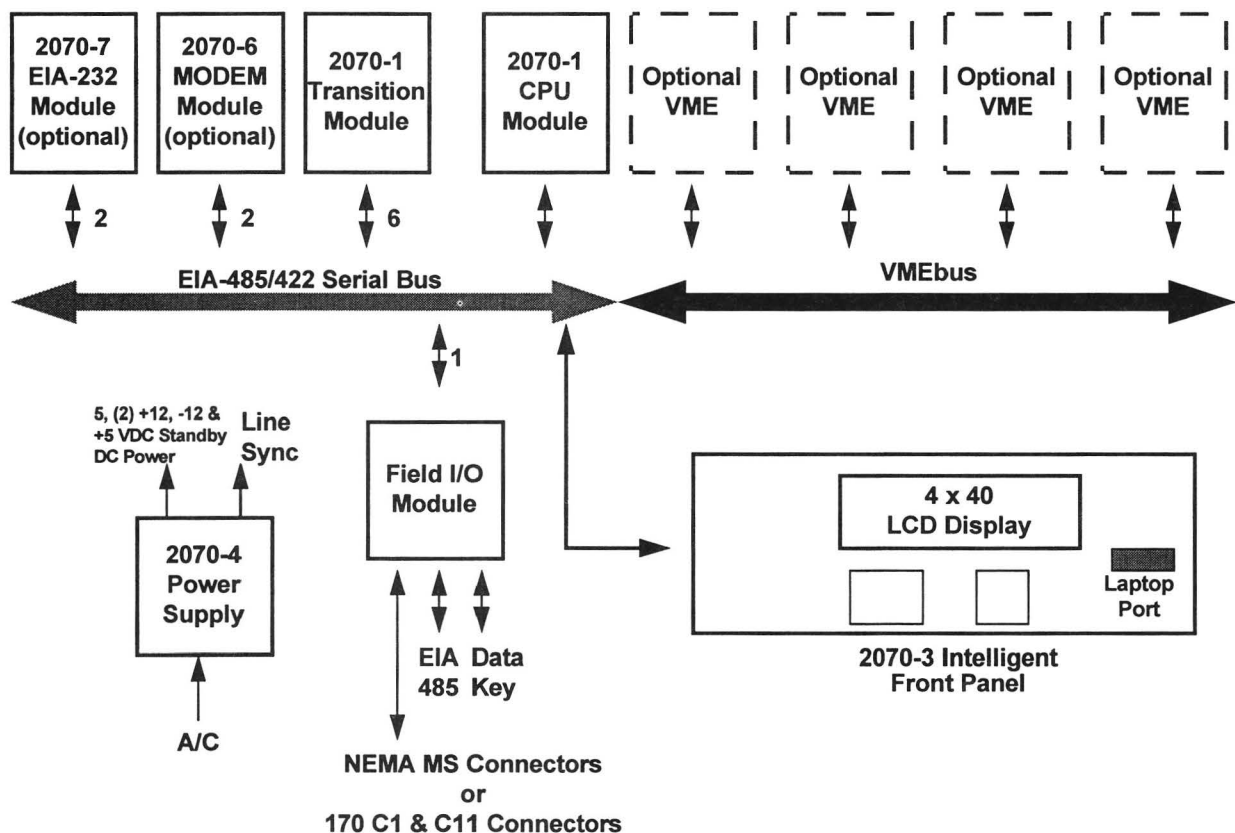 2070-7
EIA-232
Module
(optional)
2070-6
MODEM
Module
(optional)
2070-1
Transition
Module
2070-1
CPU
Module
Optional
VME
Optional
VME
Optional
VME
Optional
VME
2
2
6
EIA-485/422 Serial Bus
VMEbus
1
5, (2) +12, -12 &
+5 VDC Standby
DC Power
Line
Sync
2070-4
Power
Supply
A/C
Field I/O
Module
EIA
485
Data
Key
NEMA MS Connectors
or
170 C1 & C11 Connectors
4 x 40
LCD Display
Laptop
Port
2070-3 Intelligent
Front Panel